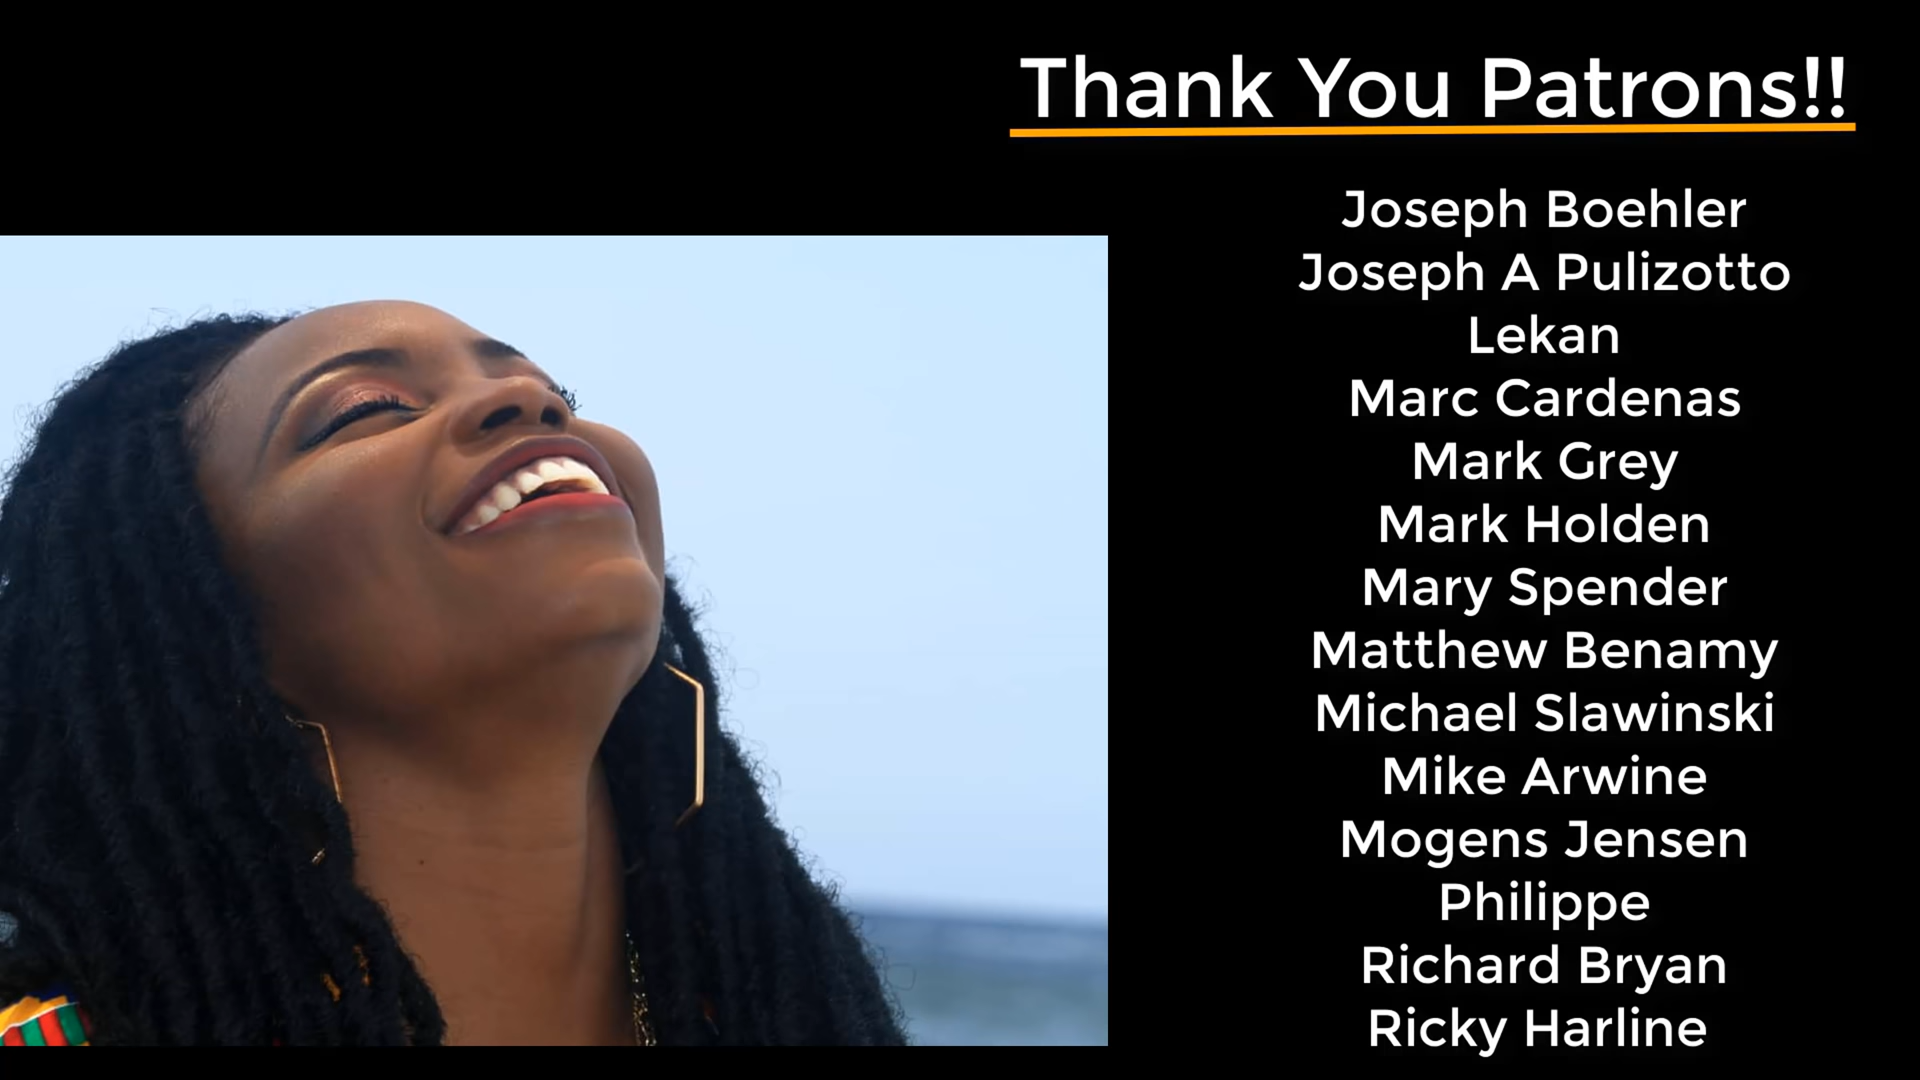 Thank You Patrons!!
Joseph Boehler
Joseph A Pulizotto
Lekan
Marc Cardenas
Mark Grey
Mark Holden
Mary Spender
Matthew Benamy
Michael Slawinski
Mike Arwine
Mogens Jensen
Philippe
Richard Bryan
Ricky Harline